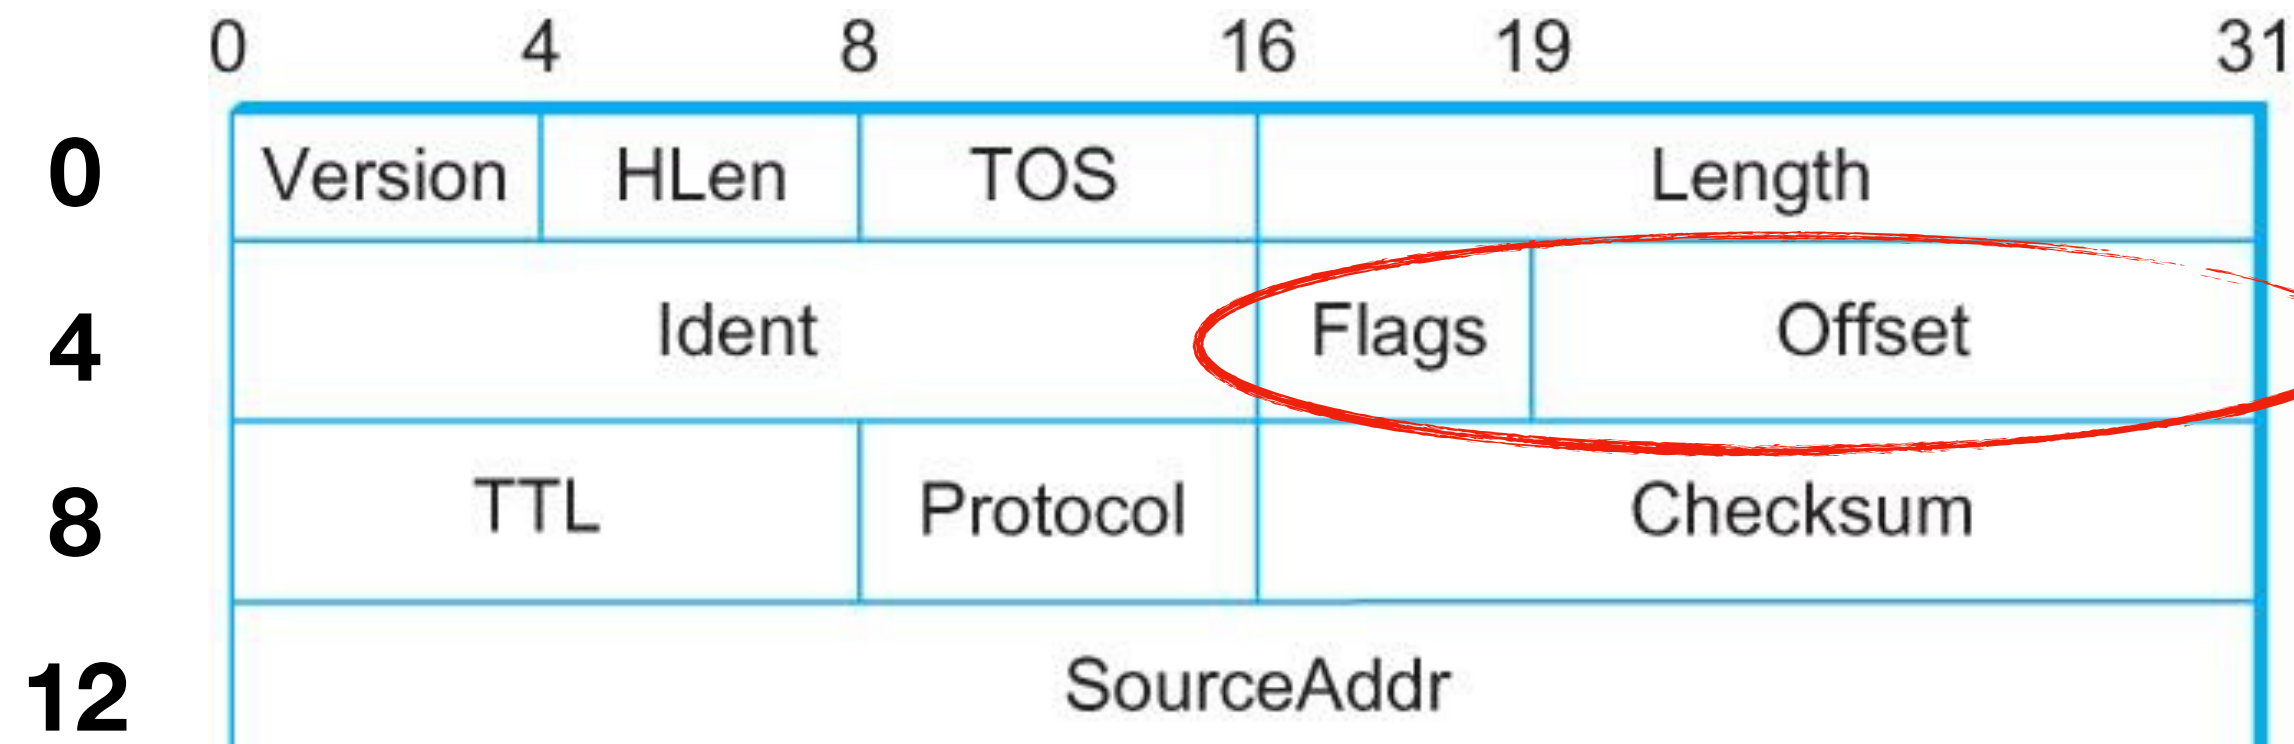 0 4 8 16 19 31
0 Version HLen TOS Length
4 Ident Flags Offset
8 TTL Protocol Checksum
12 SourceAddr